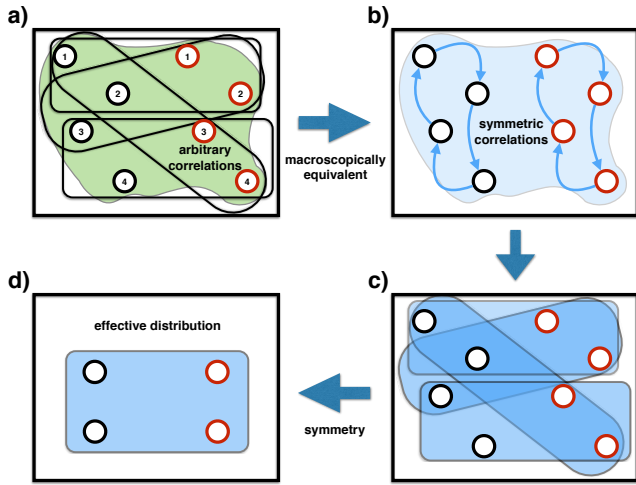 a)
1 1
2 2
3 3
arbitrary
correlations
4 4
macroscopically
equivalent
b)
symmetric
correlations
d)
effective distribution
symmetry
c)